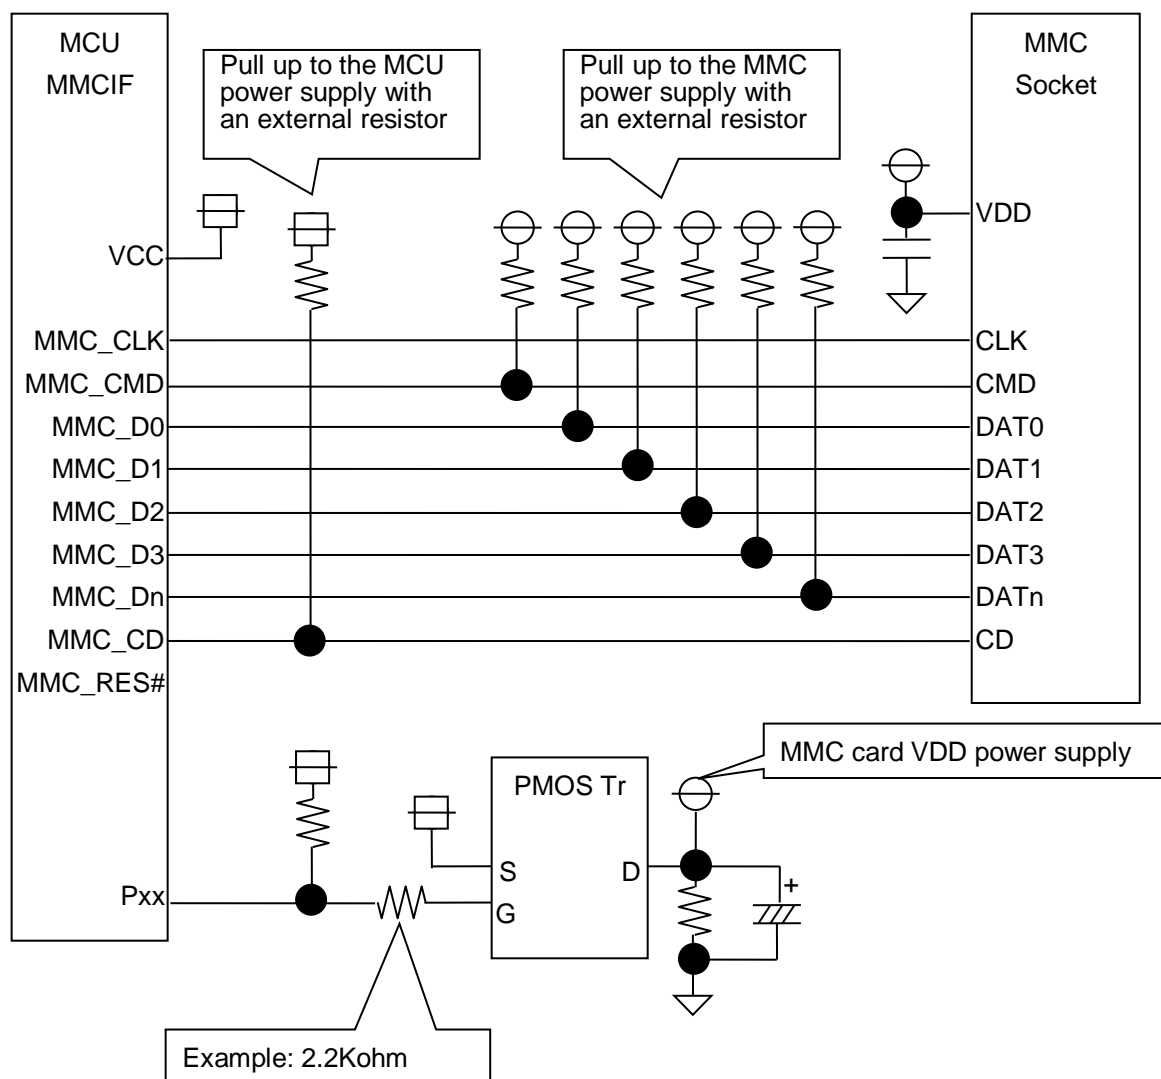 MCU
MMCIF
Pull up to the MCU
power supply with
an external resistor
Pull up to the MMC
power supply with
an external resistor
MMC
Socket
VCC
VDD
MMC_CLK
CLK
MMC_CMD
CMD
MMC_D0
DAT0
MMC_D1
DAT1
MMC_D2
DAT2
MMC_D3
DAT3
MMC_Dn
DATn
MMC_CD
CD
MMC_RES#
MMC card VDD power supply
PMOS Tr
S
D
G
+
Pxx
Example: 2.2Kohm